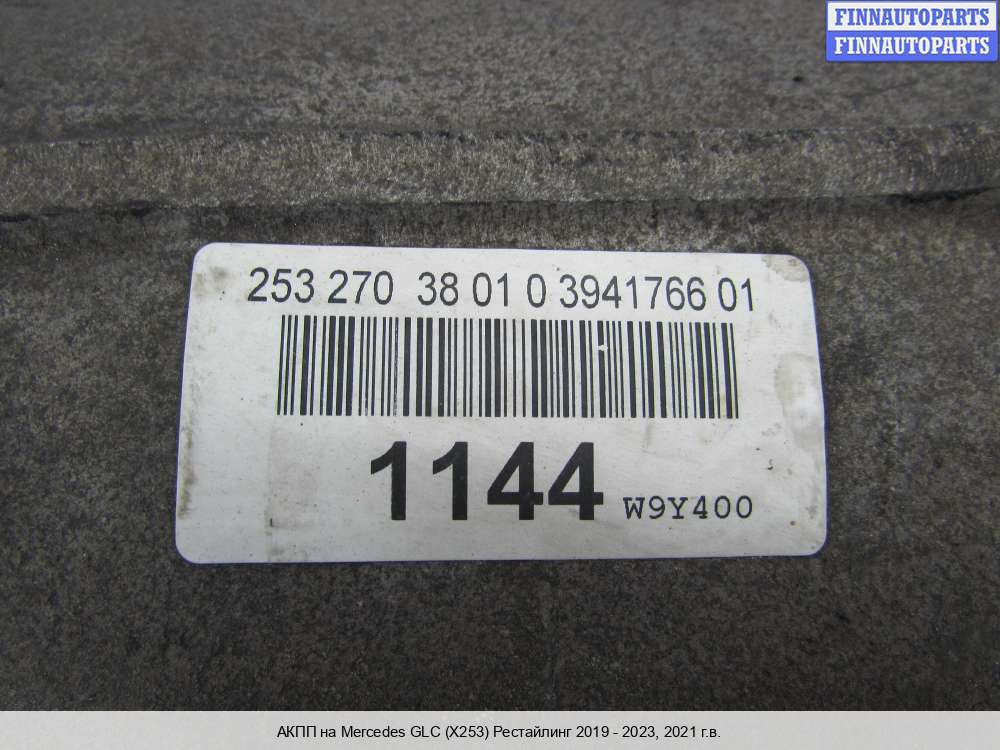 FINNAUTOPARTS
FINNAUTOPARTS
253 270 38 01 0 3941766 01
1144 W9Y400
АКПП на Mercedes GLC (X253) Рестайлинг 2019 - 2023, 2021 г.в.